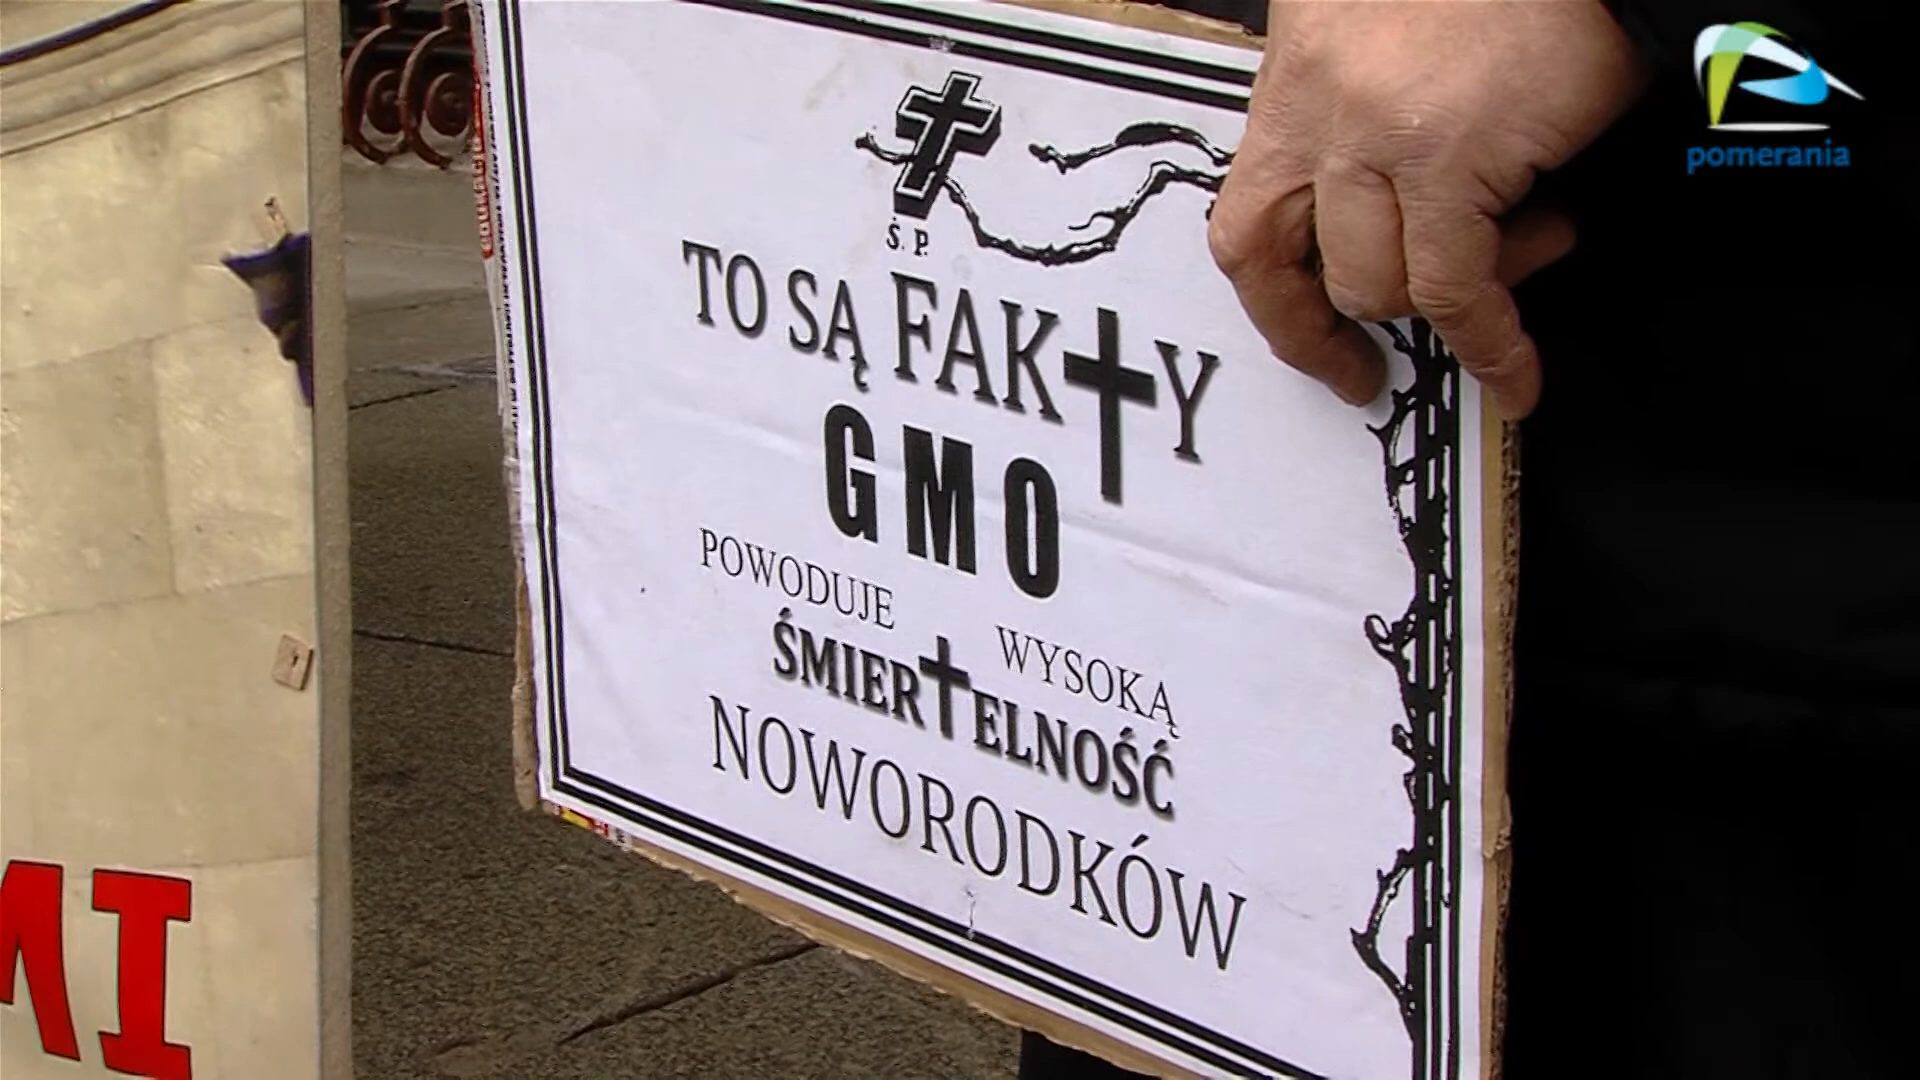 pomerania
Ś. P.
TO SĄ FAKTY
GMO
POWODUJE WYSOKĄ
ŚMIERTELNOŚĆ
NOWORODKÓW
MI